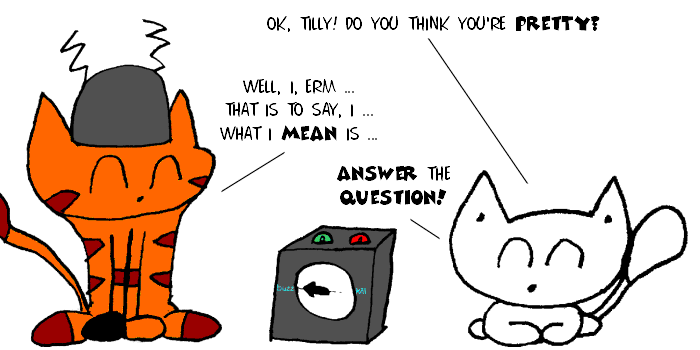 OK, TILLY! DO YOU THINK YOU'RE PRETTY?
WELL, I, ERM ...
THAT IS TO SAY, I ...
WHAT I MEAN IS ...
ANSWER THE
QUESTION!
buzz